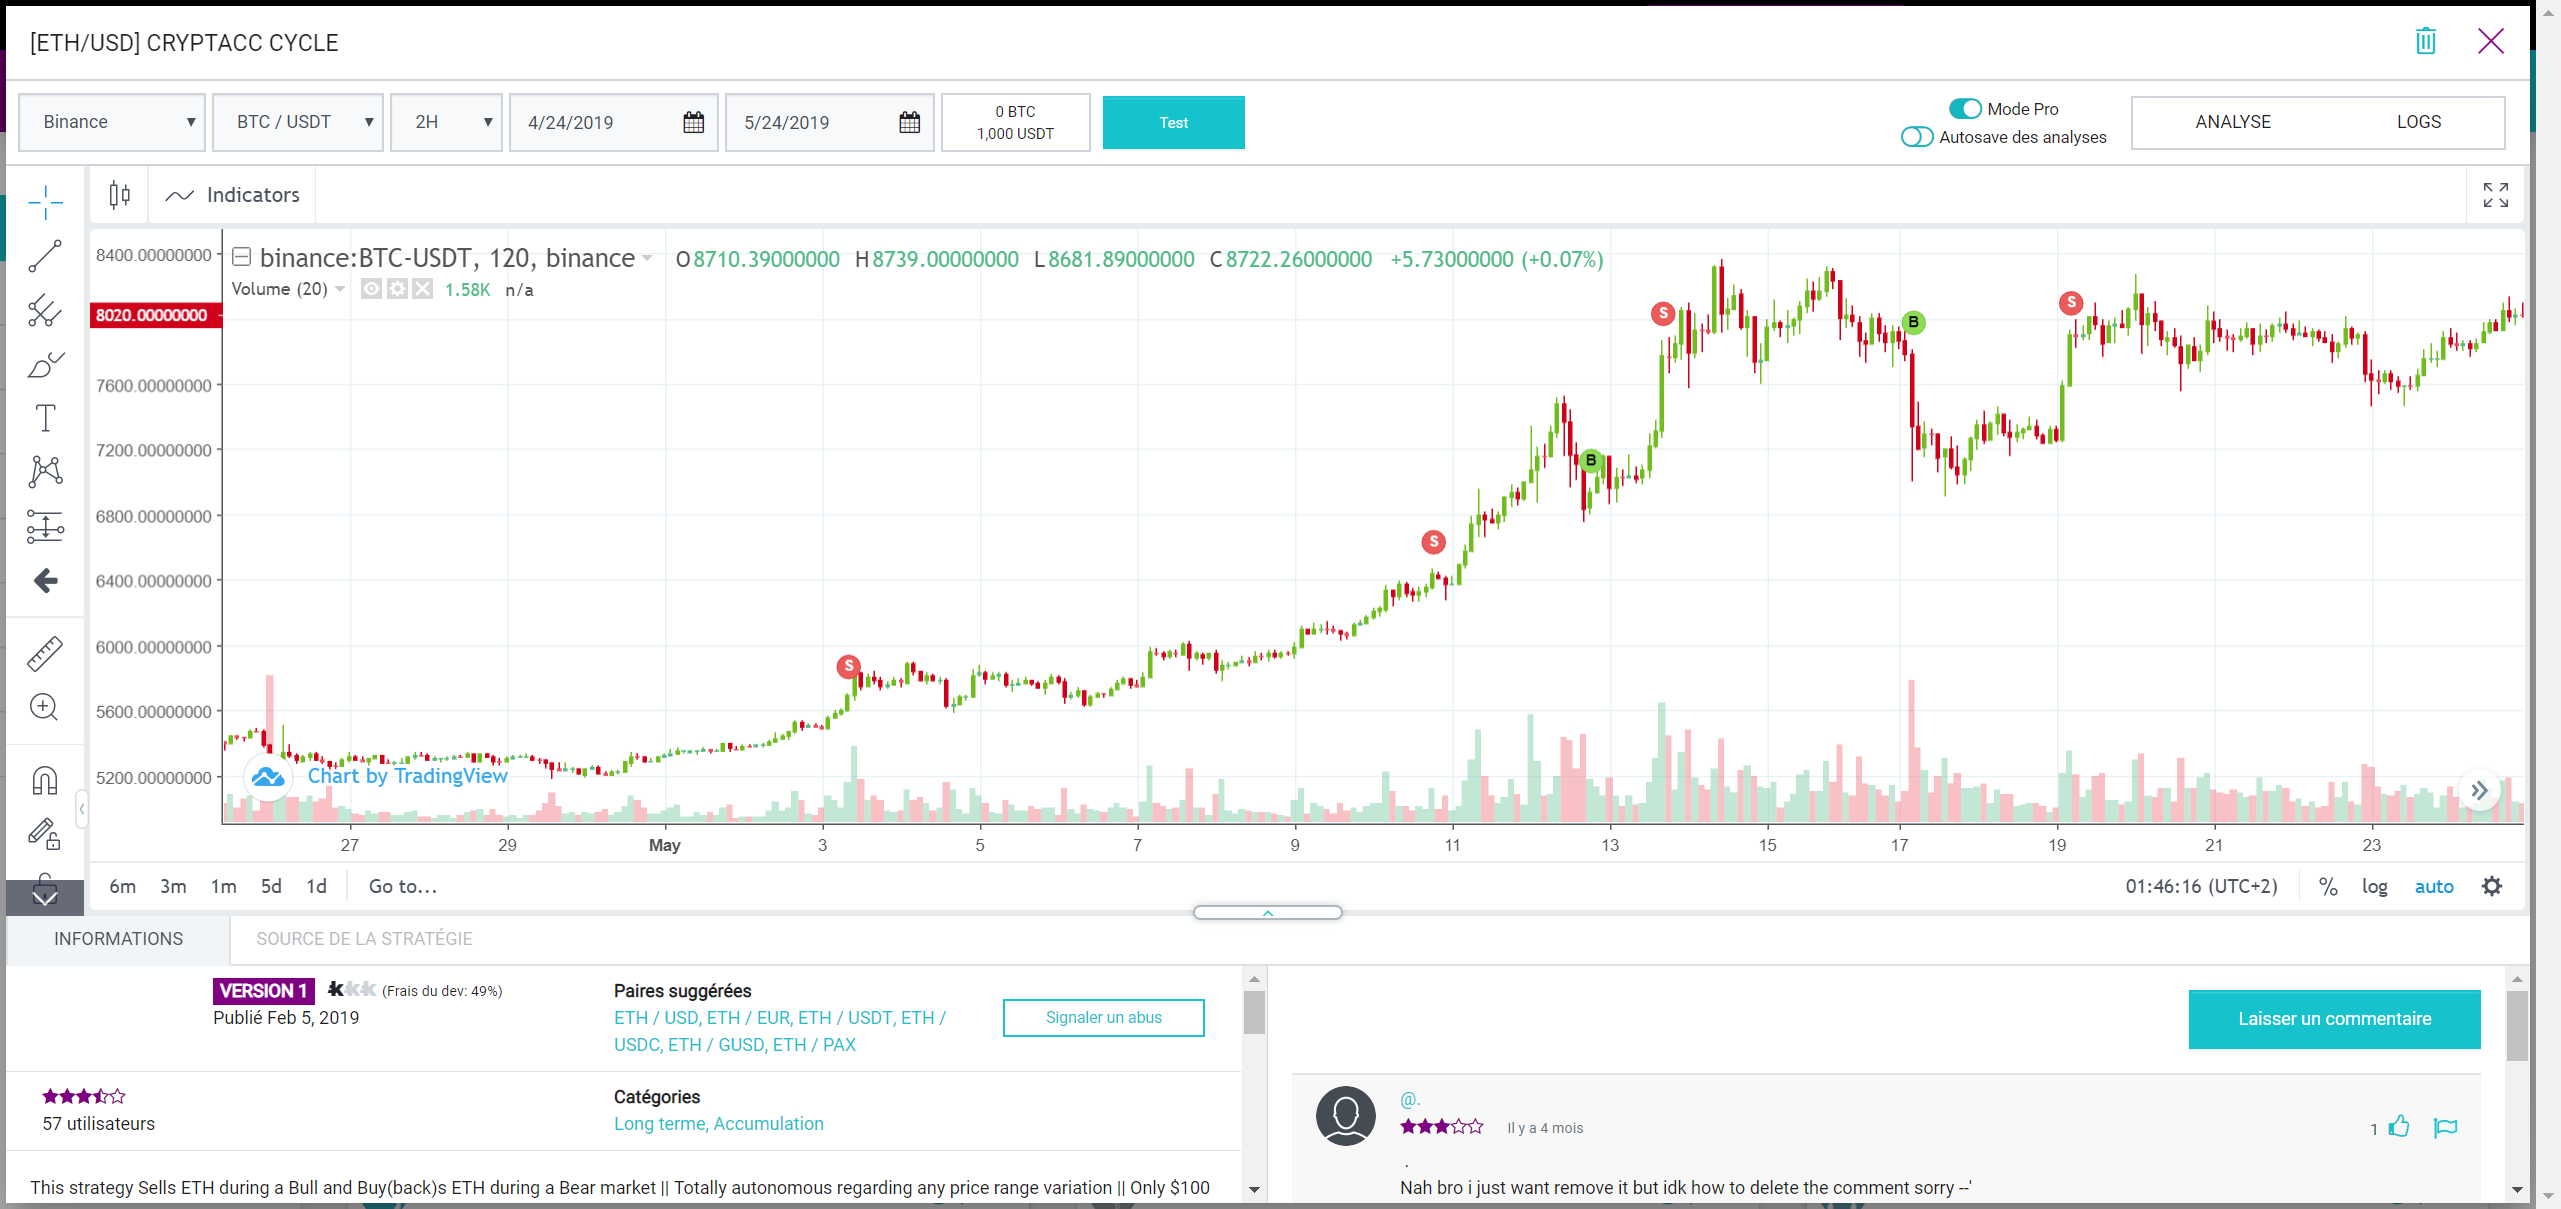 [ETH/USD] CRYPTACC CYCLE
Binance
BTC / USDT
2H
4/24/2019
5/24/2019
0 BTC
1,000 USDT
Test
Mode Pro
Autosave des analyses
ANALYSE
LOGS
Indicators
binance:BTC-USDT, 120, binance
O8710.39000000 H8739.00000000 L8681.89000000 C8722.26000000 +5.73000000 (+0.07%)
Volume (20)
1.58K n/a
8400.00000000
8020.00000000
7600.00000000
7200.00000000
6800.00000000
6400.00000000
6000.00000000
5600.00000000
5200.00000000
S
S
B
S
B
S
Chart by TradingView
27 29 May 3 5 7 9 11 13 15 17 19 21 23
6m 3m 1m 5d 1d Go to...
01:46:16 (UTC+2) % log auto
INFORMATIONS
SOURCE DE LA STRATÉGIE
VERSION 1
(Frais du dev: 49%)
Publié Feb 5, 2019
Paires suggérées
ETH / USD, ETH / EUR, ETH / USDT, ETH /
USDC, ETH / GUSD, ETH / PAX
Signaler un abus
57 utilisateurs
Catégories
Long terme, Accumulation
This strategy Sells ETH during a Bull and Buy(back)s ETH during a Bear market || Totally autonomous regarding any price range variation || Only $100
Laisser un commentaire
@.
Il y a 4 mois
1
.
Nah bro i just want remove it but idk how to delete the comment sorry --'